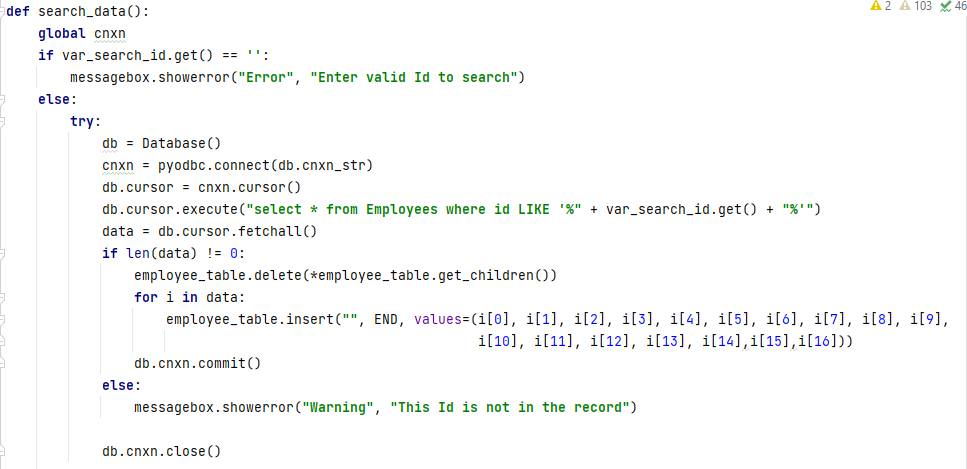 def search_data():
    global cnxn
    if var_search_id.get() == '':
        messagebox.showerror("Error", "Enter valid Id to search")
    else:
        try:
            db = Database()
            cnxn = pyodbc.connect(db.cnxn_str)
            db.cursor = cnxn.cursor()
            db.cursor.execute("select * from Employees where id LIKE '%" + var_search_id.get() + "%'")
            data = db.cursor.fetchall()
            if len(data) != 0:
                employee_table.delete(*employee_table.get_children())
                for i in data:
                    employee_table.insert("", END, values=(i[0], i[1], i[2], i[3], i[4], i[5], i[6], i[7], i[8], i[9],
                                                           i[10], i[11], i[12], i[13], i[14],i[15],i[16]))
                db.cnxn.commit()
            else:
                messagebox.showerror("Warning", "This Id is not in the record")
            db.cnxn.close()
2 103 46